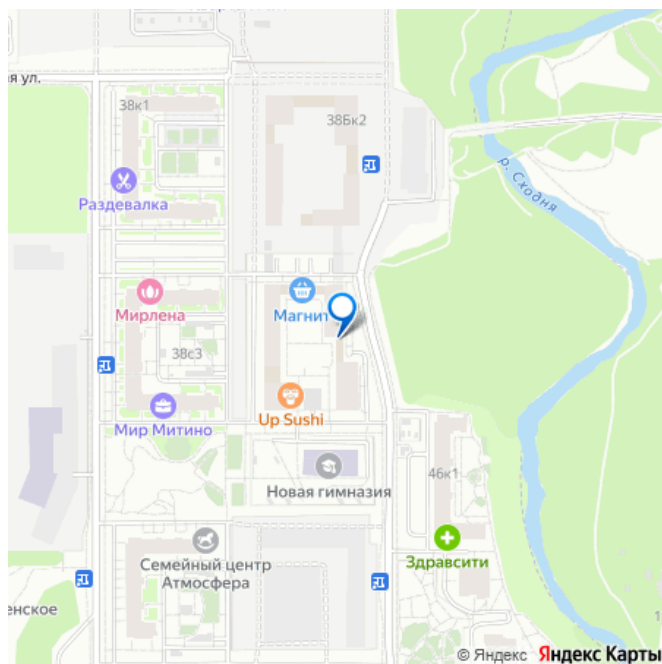 я ул.
38к1
38Бк2
Раздевалка
р. Сходня
Мирлена
Магнит
38с3
Up Sushi
Мир Митино
Новая гимназия
46к1
Семейный центр
Атмосфера
Здравсити
енское
1
© Яндекс Яндекс Карты